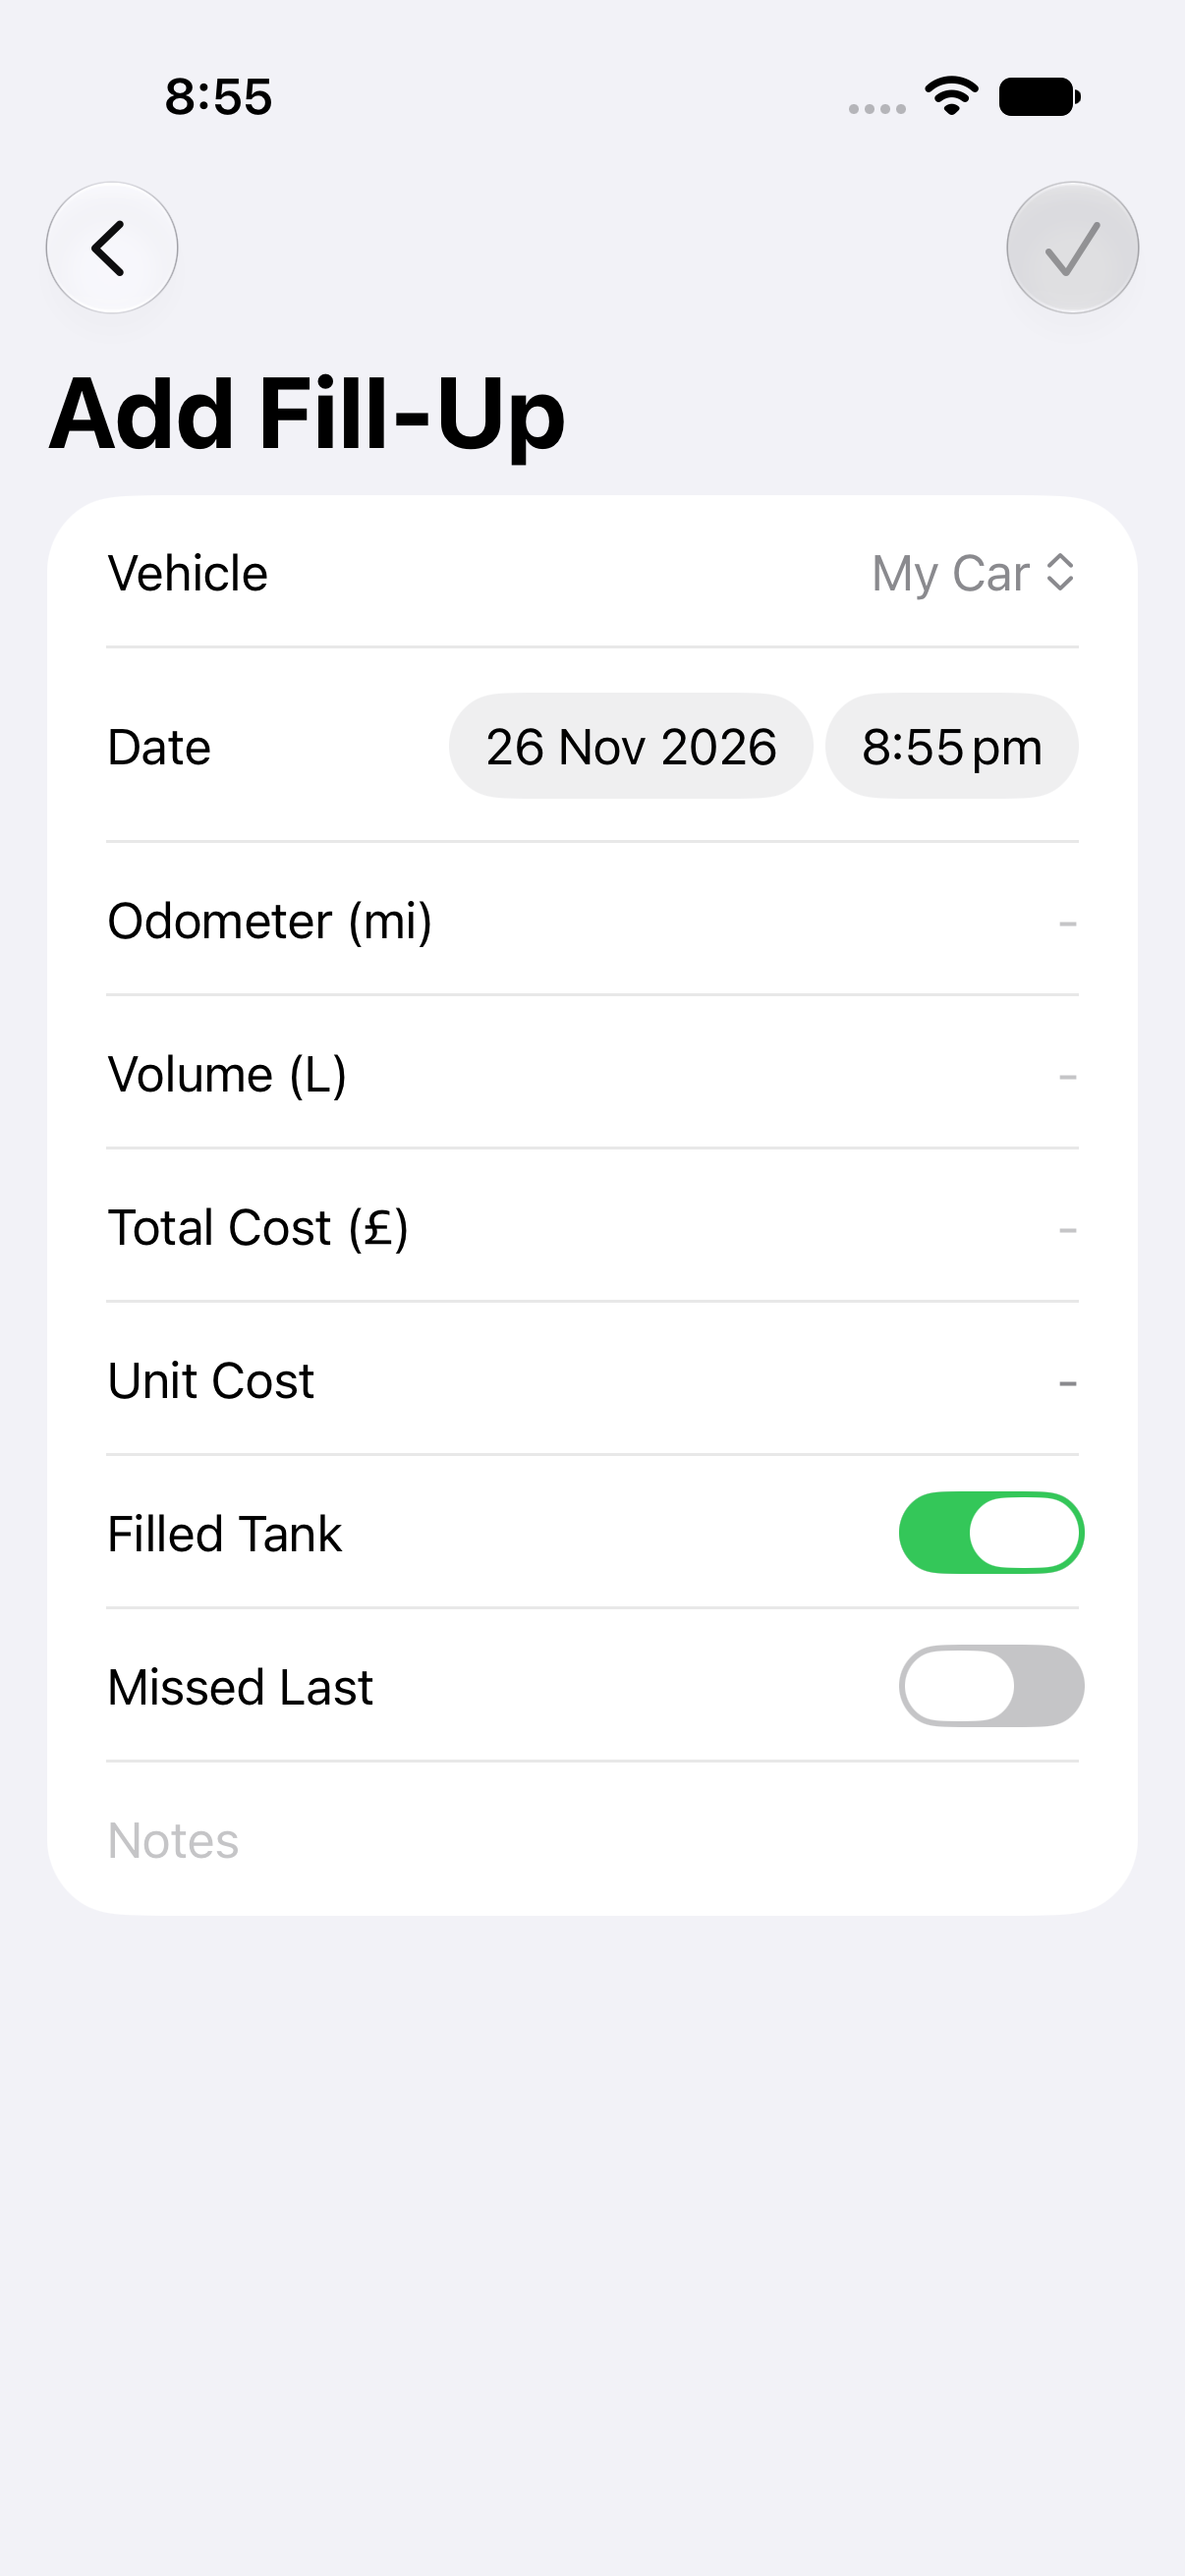 8:55
Add Fill-Up
Vehicle My Car
Date 26 Nov 2026 8:55 pm
Odometer (mi) -
Volume (L) -
Total Cost (£) -
Unit Cost -
Filled Tank
Missed Last
Notes